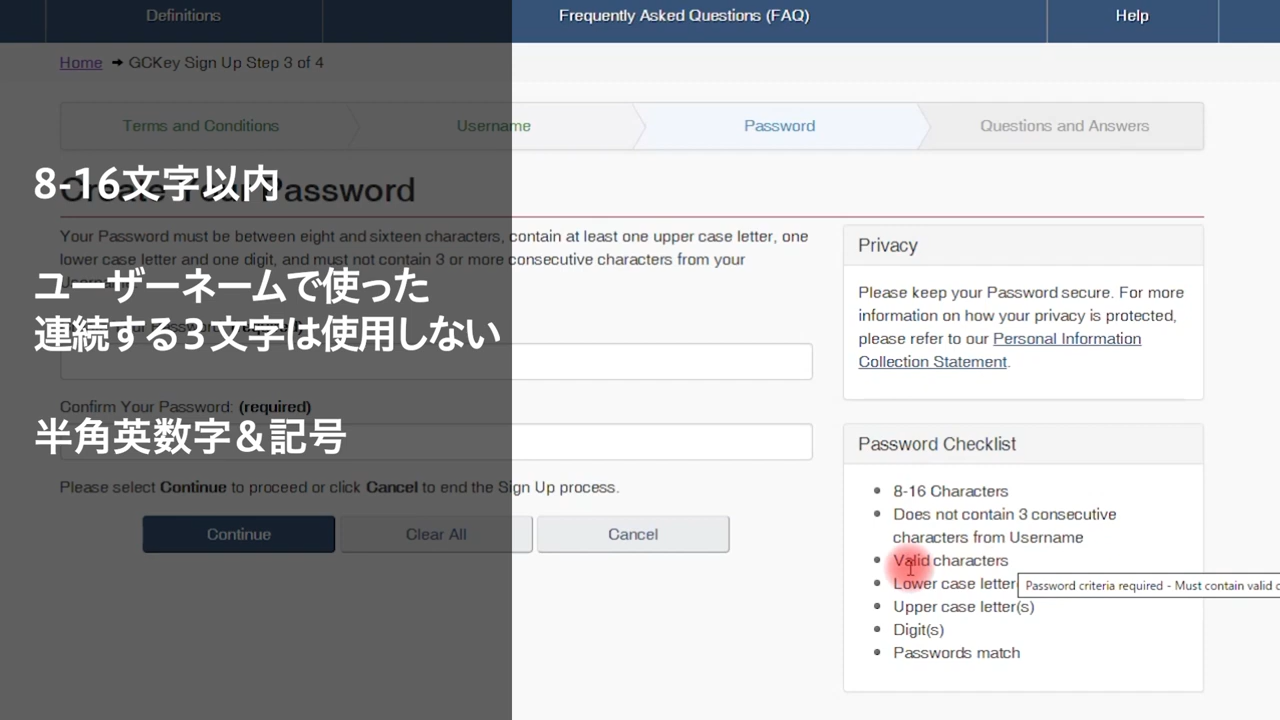 Definitions
Frequently Asked Questions (FAQ)
Help
Home ➔ GCKey Sign Up Step 3 of 4
Terms and Conditions
Username
Password
Questions and Answers
8-16文字以内
Create Your Password
Your Password must be between eight and sixteen characters, contain at least one upper case letter, one
lower case letter and one digit, and must not contain 3 or more consecutive characters from your
ユーザーネームで使った
連続する3文字は使用しない
Confirm Your Password: (required)
半角英数字&記号
Please select Continue to proceed or click Cancel to end the Sign Up process.
Continue
Clear All
Cancel
Privacy
Please keep your Password secure. For more
information on how your privacy is protected,
please refer to our Personal Information
Collection Statement.
Password Checklist
8-16 Characters
Does not contain 3 consecutive
characters from Username
Valid characters
Lower case letter
Password criteria required - Must contain valid
Upper case letter(s)
Digit(s)
Passwords match